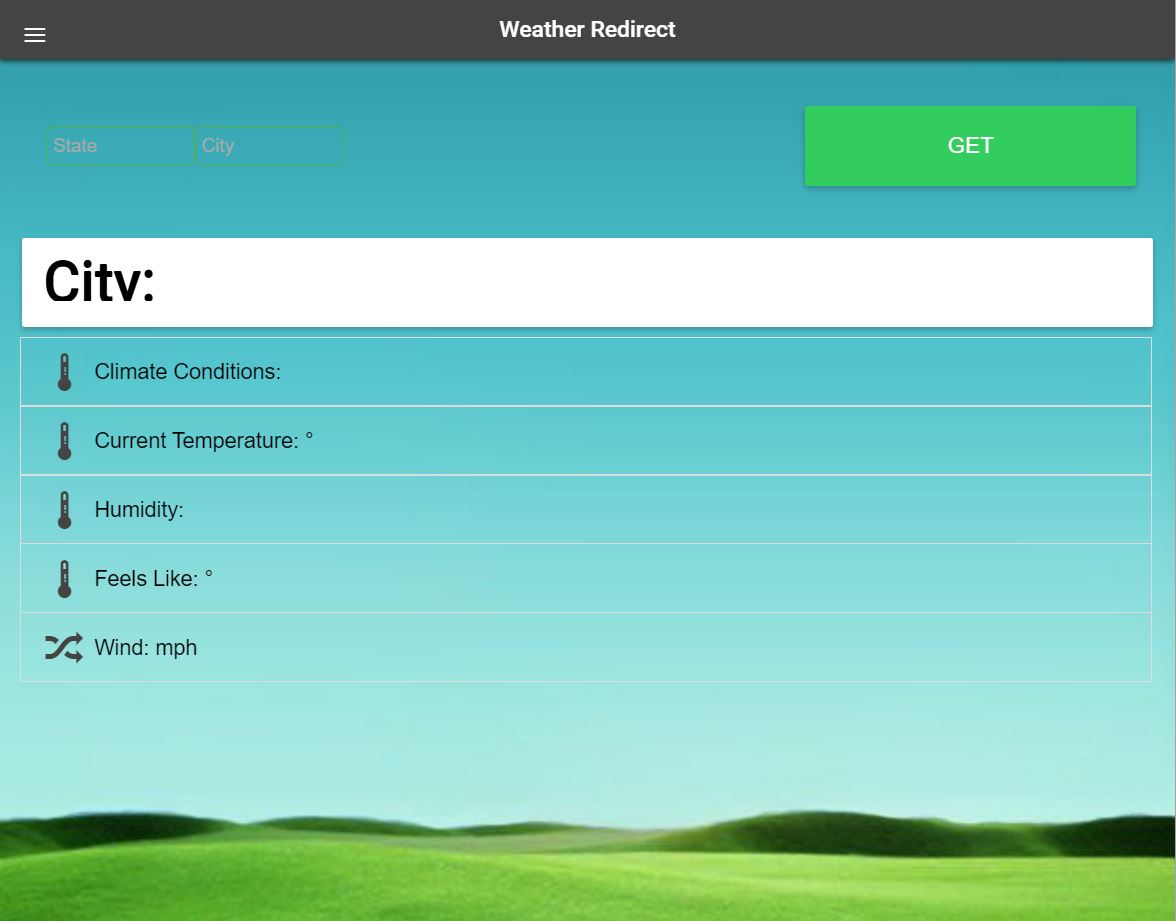 Weather Redirect
State City
GET
City:
Climate Conditions:
Current Temperature: °
Humidity:
Feels Like: °
Wind: mph